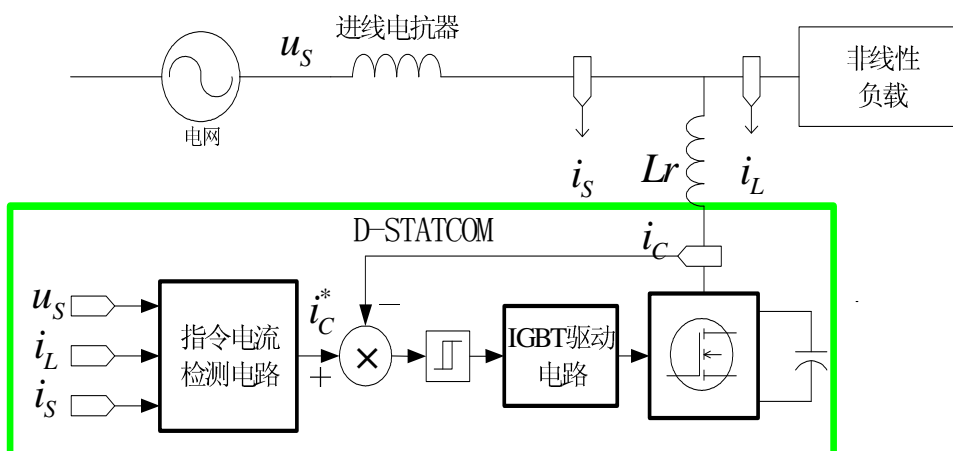 进线电抗器
u_S
非线性
负载
电网
i_S
Lr
i_L
D-STATCOM
i_C
u_S
i_L
i_S
指令电流
检测电路
i_C^*
+
−
×
IGBT驱动
电路